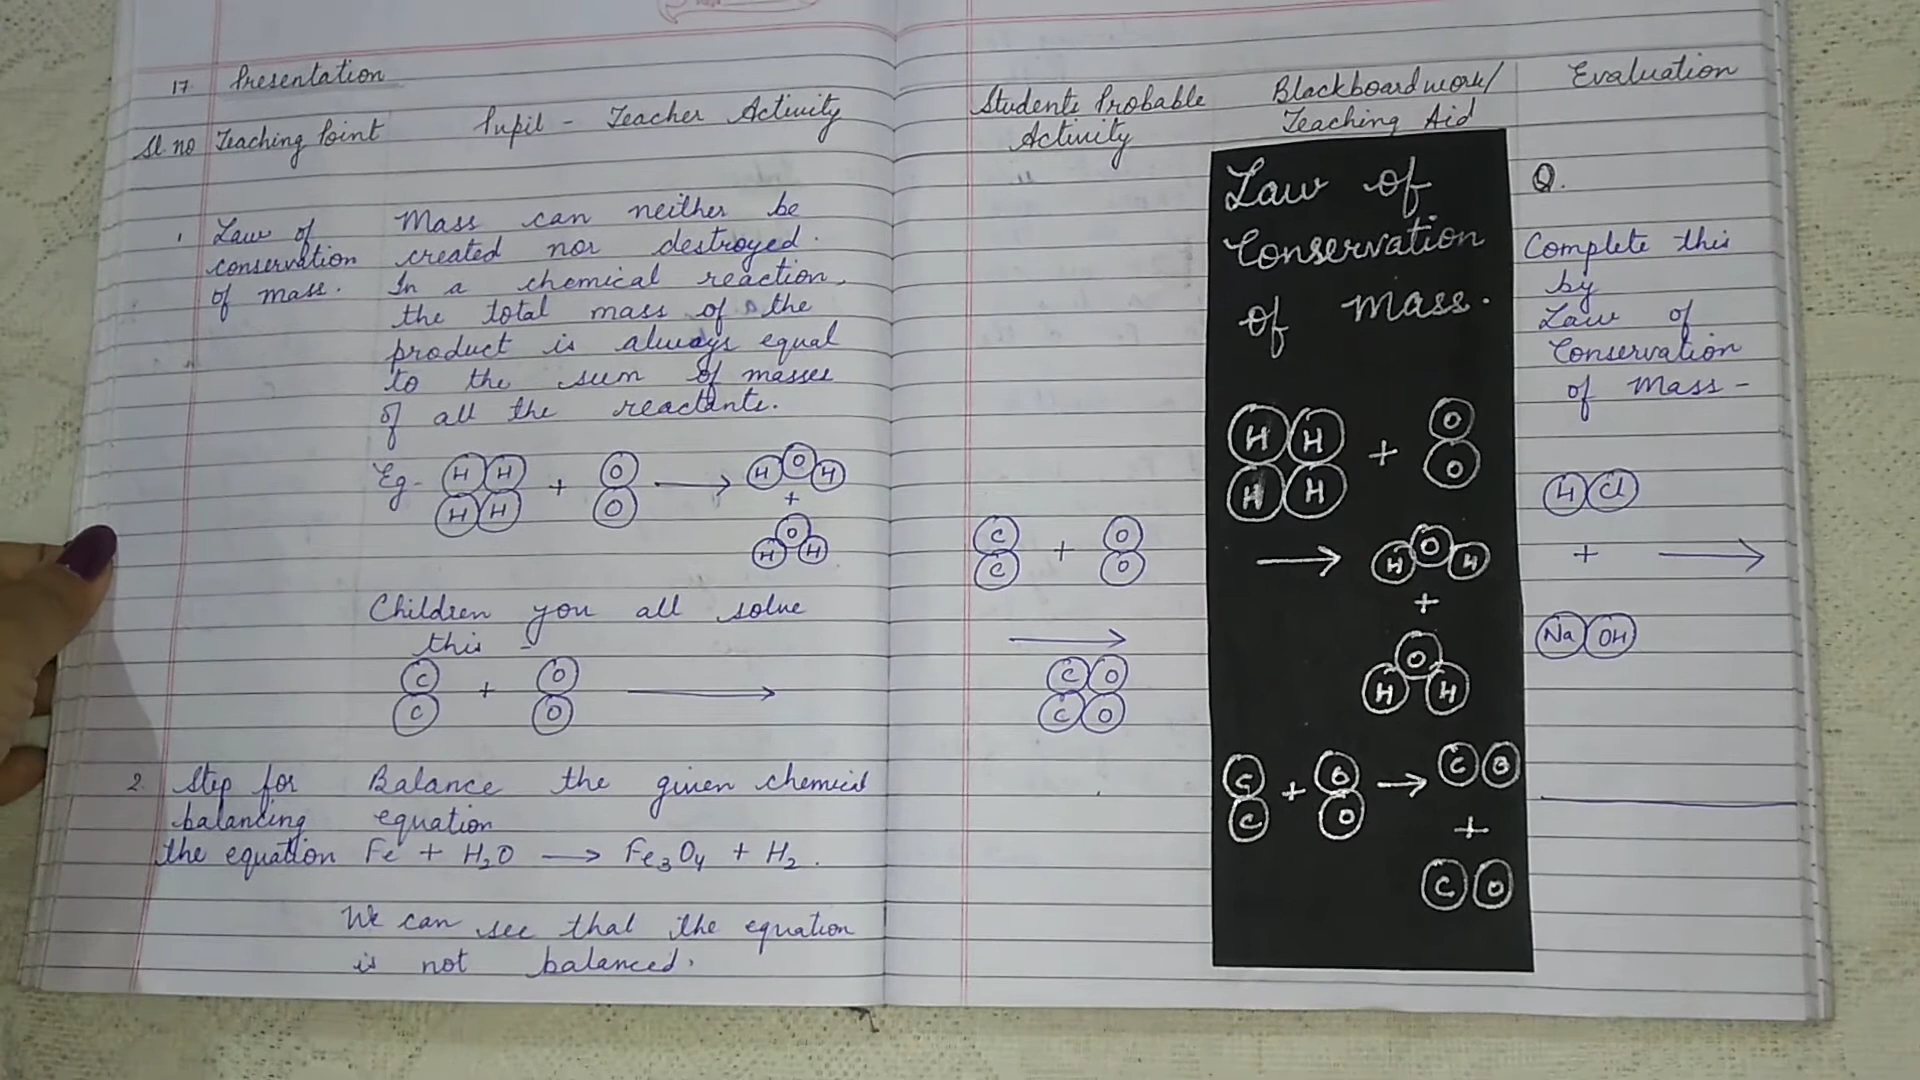 17. Presentation
Sl. no Teaching Point Pupil - Teacher Activity
1 Law of
conservation
of mass.
Mass can neither be
created nor destroyed.
In a chemical reaction,
the total mass of the
product is always equal
to the sum of masses
of all the reactants.
Eg- H H + O → H O H
H H O +
H O H
Children you all solve
this -
C + O →
C O
2. Step for
balancing
the equation
Balance the given chemical
equation
Fe + H2O → Fe3O4 + H2.
We can see that the equation
is not balanced.
Students Probable
Activity
C + O
C O
→
C O
C O
Blackboard work/
Teaching Aid
Law of
Conservation
of mass.
H H + O
H H O
→ H O H
+
H O H
C + O → C O
C O +
C O
Evaluation
Q.
Complete this
by
Law of
Conservation
of Mass -
H Cl
+ →
Na OH